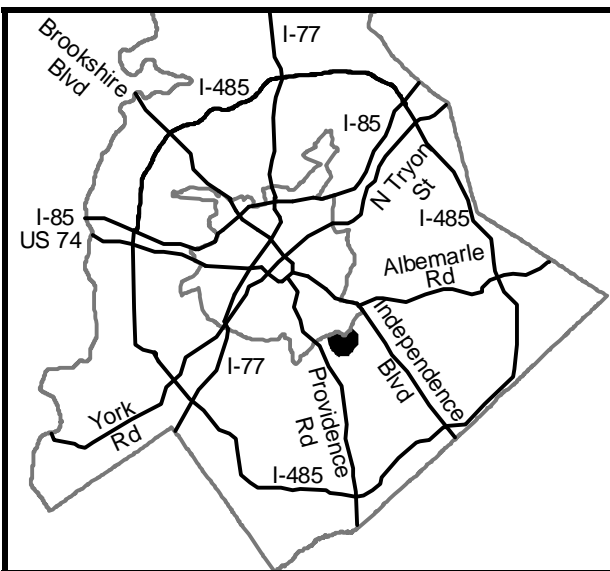 I-77
Brookshire
Blvd
I-485
I-85
N Tryon
St
I-85
US 74
I-485
Albemarle
Rd
Independence
Blvd
I-77
Providence
Rd
York
Rd
I-485